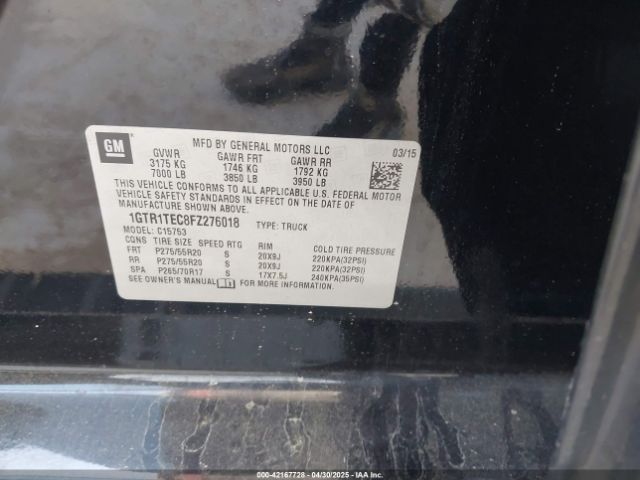 GM
MFD BY GENERAL MOTORS LLC
03/15
GVWR GAWR FRT GAWR RR
3175 KG 1746 KG 1792 KG
7000 LB 3850 LB 3950 LB
THIS VEHICLE CONFORMS TO ALL APPLICABLE U.S. FEDERAL MOTOR
VEHICLE SAFETY STANDARDS IN EFFECT ON THE DATE OF
MANUFACTURE SHOWN ABOVE.
1GTR1TEC8FZ276018 TYPE: TRUCK
MODEL: C15753
CONS TIRE SIZE SPEED RTG RIM COLD TIRE PRESSURE
FRT P275/55R20 S 20X9J 220KPA(32PSI)
RR P275/55R20 S 20X9J 220KPA(32PSI)
SPA P265/70R17 S 17X7.5J 240KPA(35PSI)
SEE OWNER'S MANUAL FOR MORE INFORMATION.
000-42167728 - 04/30/2025 - IAA, Inc.